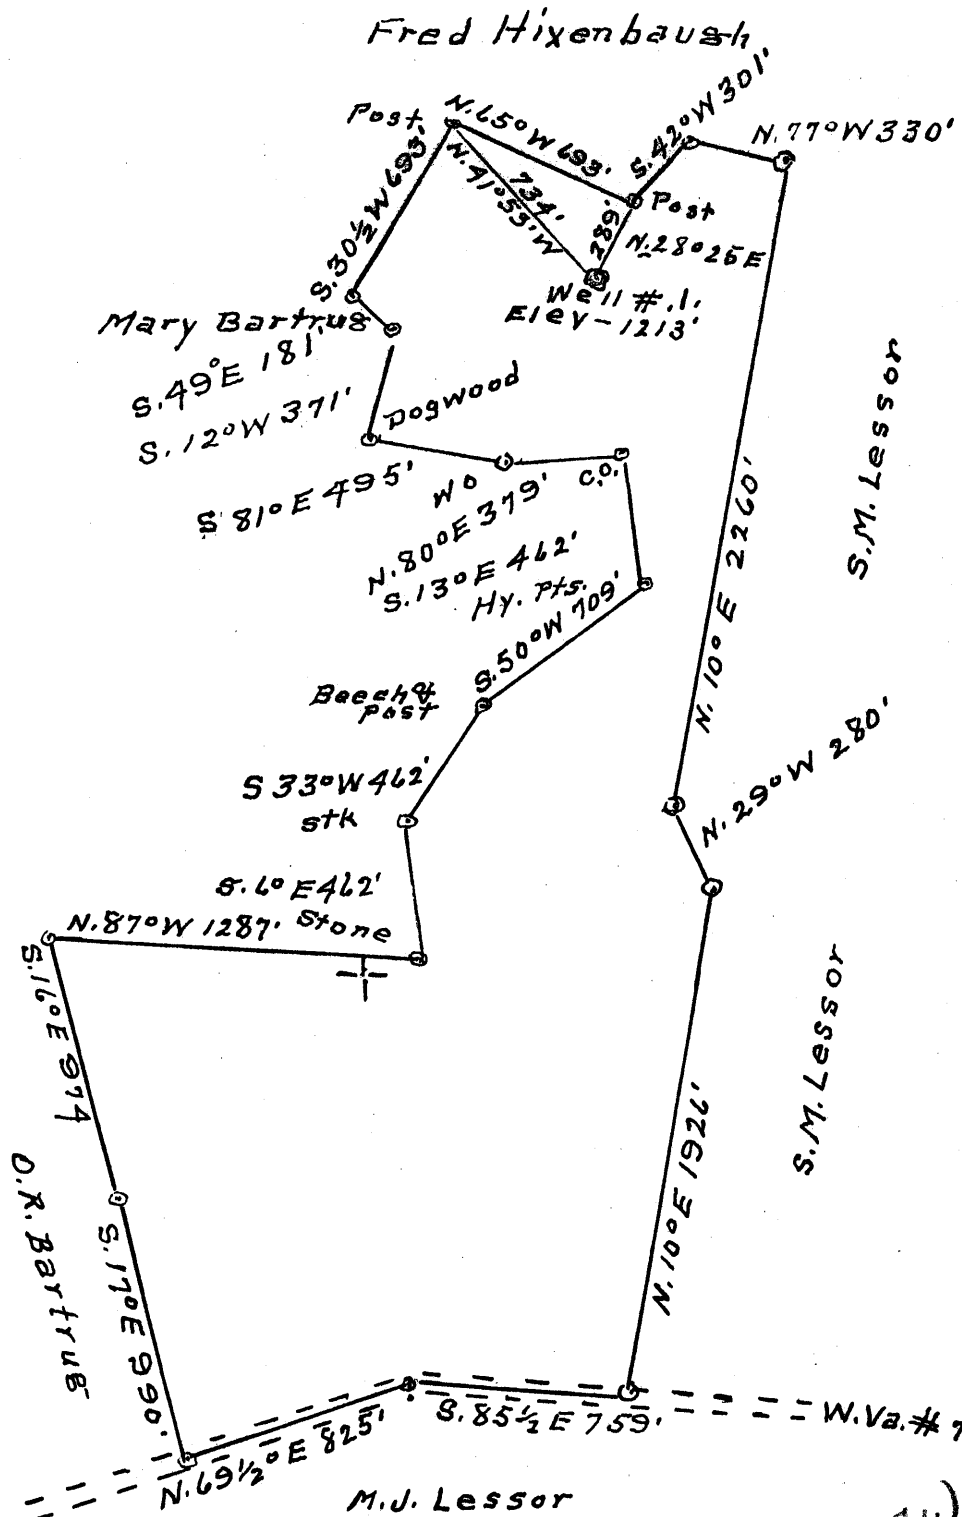 Fred Hixenbaugh
Post
N.65°W 693'
S.42°W 301'
N.77°W 330'
S.30½W 693'
734'
N.41°53'W
289'
Post
N.28°25E
Well #.1.
Elev-1213'
Mary Bartrug
S.49°E 181'
S.12°W 371'
Dogwood
S 81°E 495'
WO
N.80°E 379'
C.O.
S.13°E 462'
Hy. Pts.
S.50°W 709'
Beech &
Post
S 33°W 462'
stk
S.6°E 462'
Stone
N.87°W 1287.
S.16°E 974
O.R. Bartrug
S.17°E 990'
N.69½°E 825'
S.85½E 759'
N.10°E 1926'
N.29°W 280'
N.10°E 2260'
S.M. Lessor
S.M. Lessor
W.Va.#7
M.J. Lessor